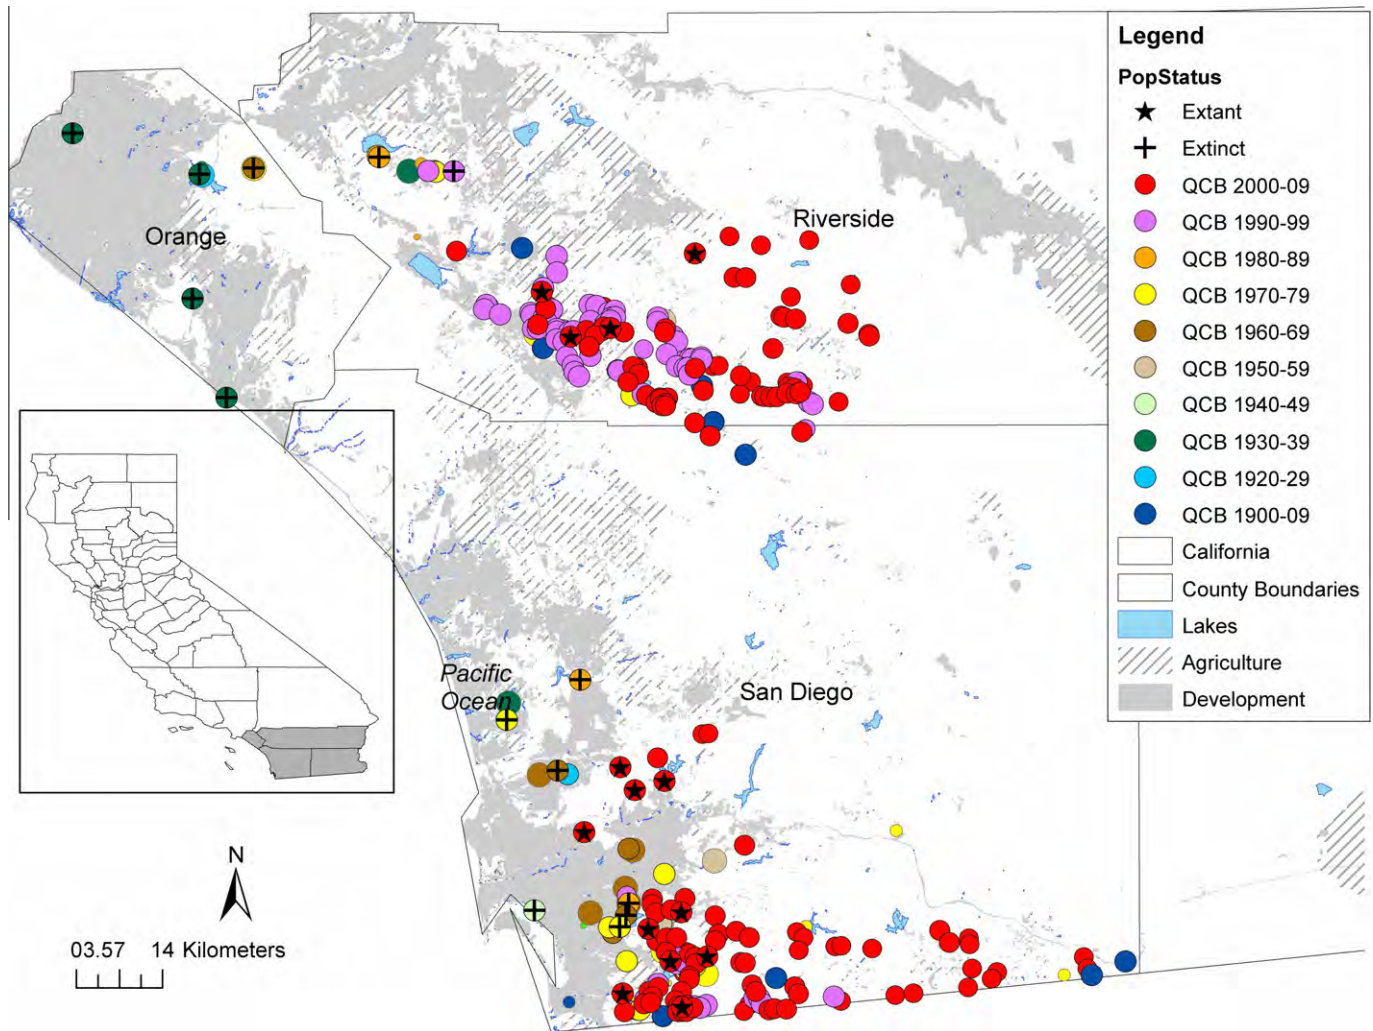 Legend
PopStatus
Extant
Extinct
QCB 2000-09
QCB 1990-99
QCB 1980-89
QCB 1970-79
QCB 1960-69
QCB 1950-59
QCB 1940-49
QCB 1930-39
QCB 1920-29
QCB 1900-09
California
County Boundaries
Lakes
Agriculture
Development
Riverside
Orange
Pacific
Ocean
San Diego
N
03.57 14 Kilometers